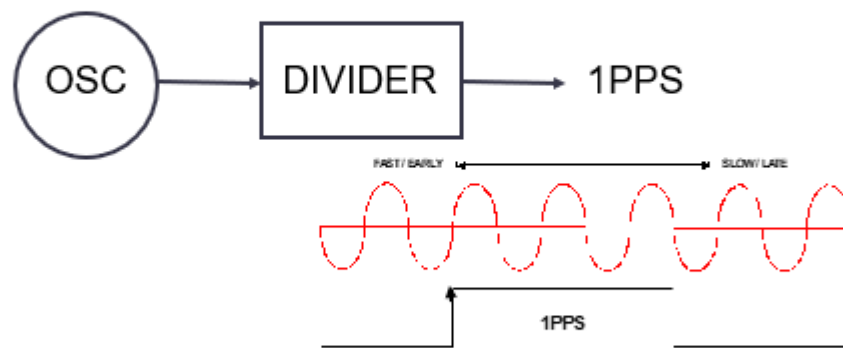 OSC DIVIDER 1PPS
FAST / EARLY SLOW / LATE
1PPS